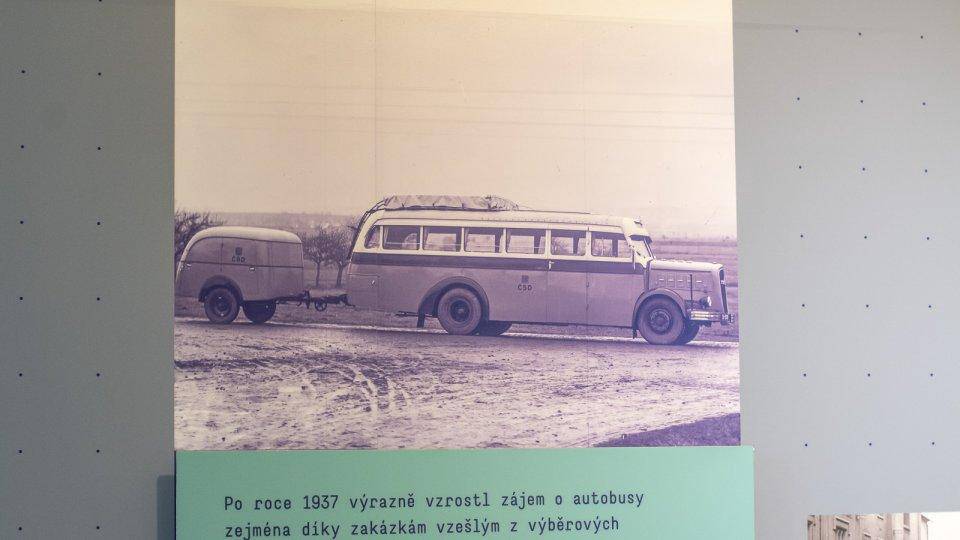 ČSD
ČSD
Po roce 1937 výrazně vzrostl zájem o autobusy
zejména díky zakázkám vzešlým z výběrových